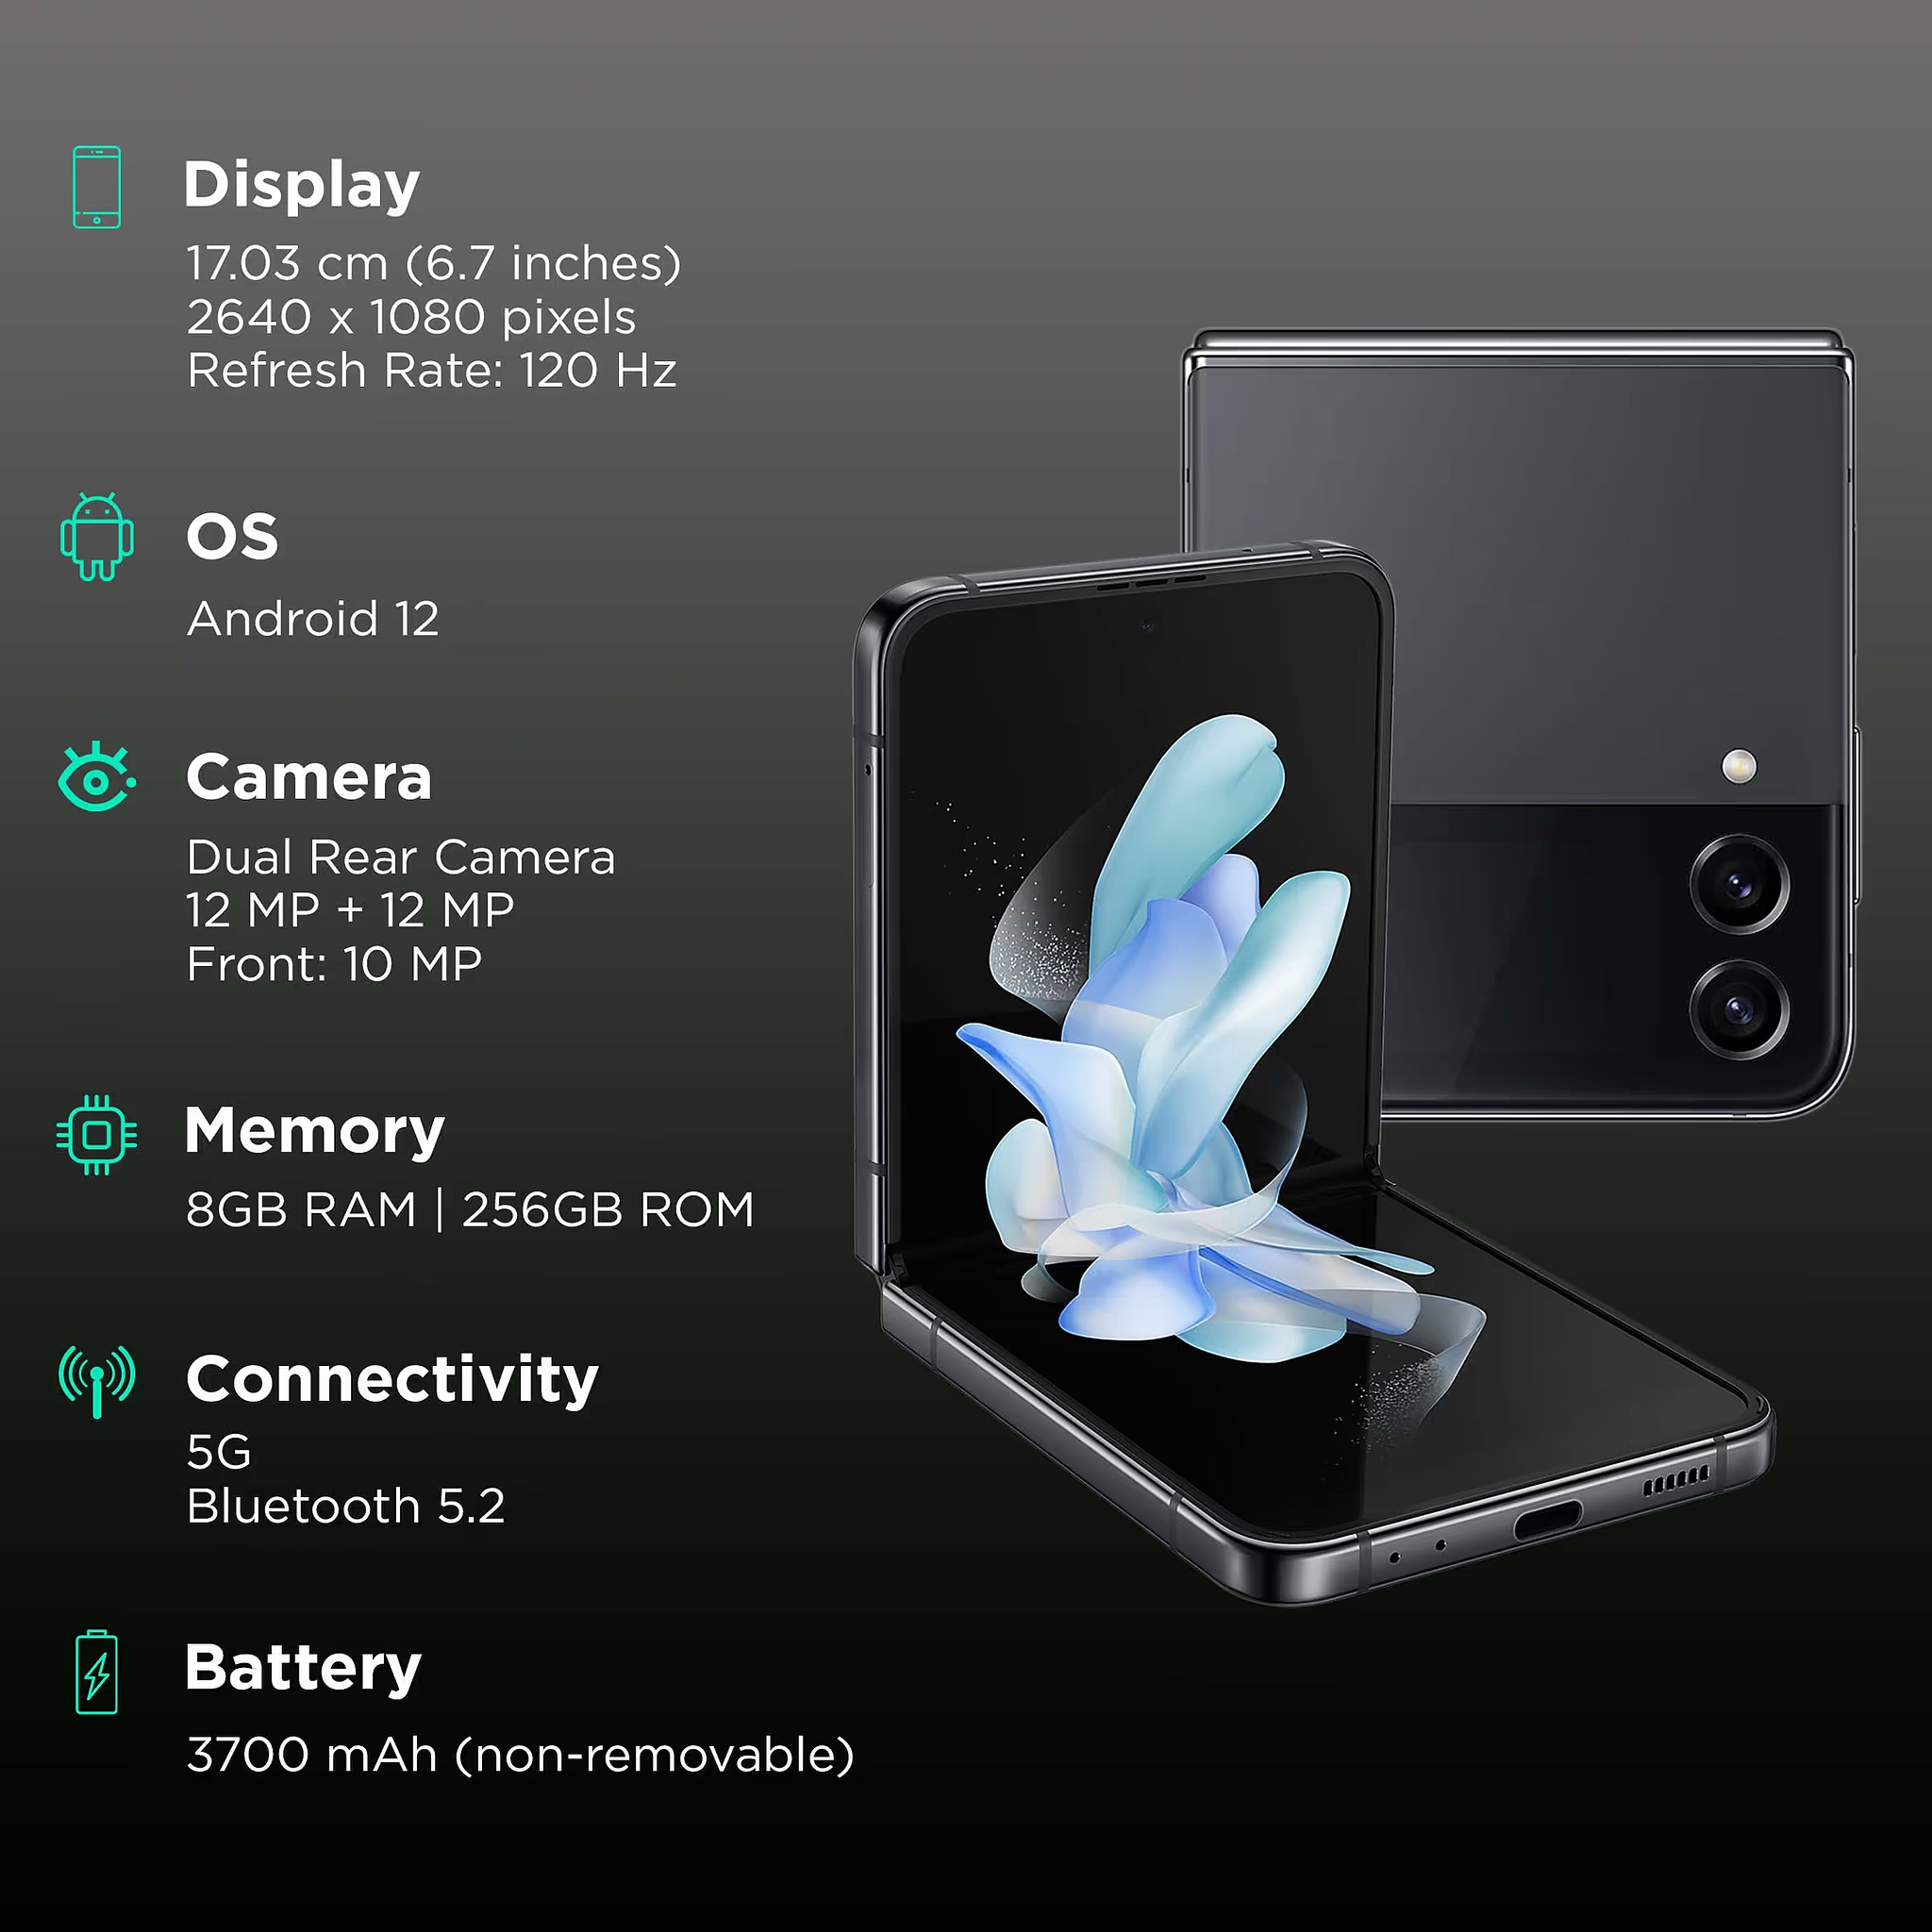 Display
17.03 cm (6.7 inches)
2640 x 1080 pixels
Refresh Rate: 120 Hz
OS
Android 12
Camera
Dual Rear Camera
12 MP + 12 MP
Front: 10 MP
Memory
8GB RAM | 256GB ROM
Connectivity
5G
Bluetooth 5.2
Battery
3700 mAh (non-removable)